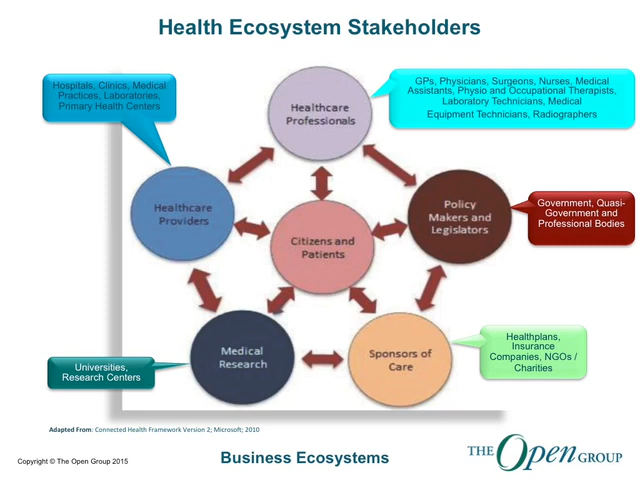 Health Ecosystem Stakeholders
Hospitals, Clinics, Medical
Practices, Laboratories,
Primary Health Centers
GPs, Physicians, Surgeons, Nurses, Medical
Assistants, Physio and Occupational Therapists,
Laboratory Technicians, Medical
Equipment Technicians, Radiographers
Healthcare
Professionals
Healthcare
Providers
Policy
Makers and
Legislators
Government, Quasi-
Government and
Professional Bodies
Citizens and
Patients
Medical
Research
Sponsors of
Care
Healthplans,
Insurance
Companies, NGOs /
Charities
Universities,
Research Centers
Adapted From: Connected Health Framework Version 2; Microsoft; 2010
Copyright © The Open Group 2015
Business Ecosystems
THE Open GROUP